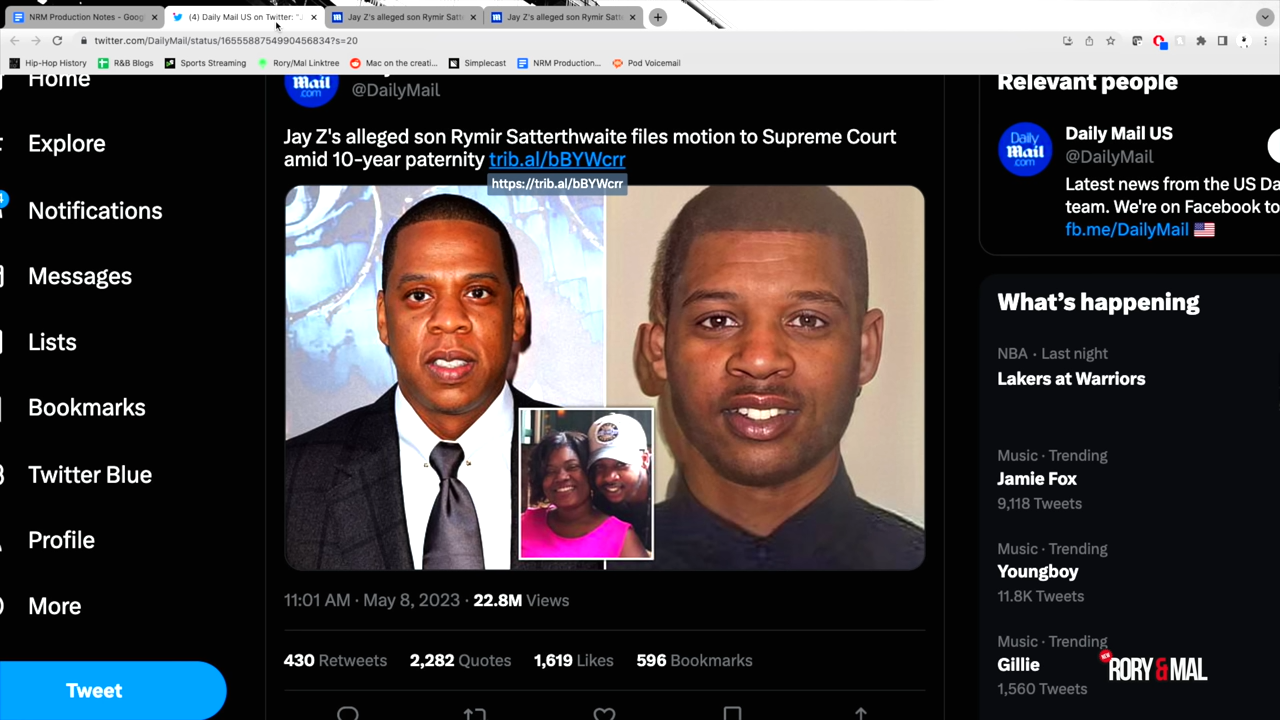 NRM Production Notes - Goog
(4) Daily Mail US on Twitter: "J
Jay Z's alleged son Rymir Satt
Jay Z's alleged son Rymir Satt
twitter.com/DailyMail/status/1655588754990456834?s=20
Hip-Hop History
R&B Blogs
Sports Streaming
Rory/Mal Linktree
Mac on the creati...
Simplecast
NRM Production...
Pod Voicemail
Home
Explore
Notifications
Messages
Lists
Bookmarks
Twitter Blue
Profile
More
Tweet
Mail
.com
@DailyMail
Jay Z's alleged son Rymir Satterthwaite files motion to Supreme Court
amid 10-year paternity trib.al/bBYWcrr
https://trib.al/bBYWcrr
11:01 AM · May 8, 2023 · 22.8M Views
430 Retweets 2,282 Quotes 1,619 Likes 596 Bookmarks
Relevant people
Daily
Mail
.com
Daily Mail US
@DailyMail
Latest news from the US Da
team. We're on Facebook to
fb.me/DailyMail
What's happening
NBA · Last night
Lakers at Warriors
Music · Trending
Jamie Fox
9,118 Tweets
Music · Trending
Youngboy
11.8K Tweets
Music · Trending
Gillie
1,560 Tweets
NEW
RORY & MAL